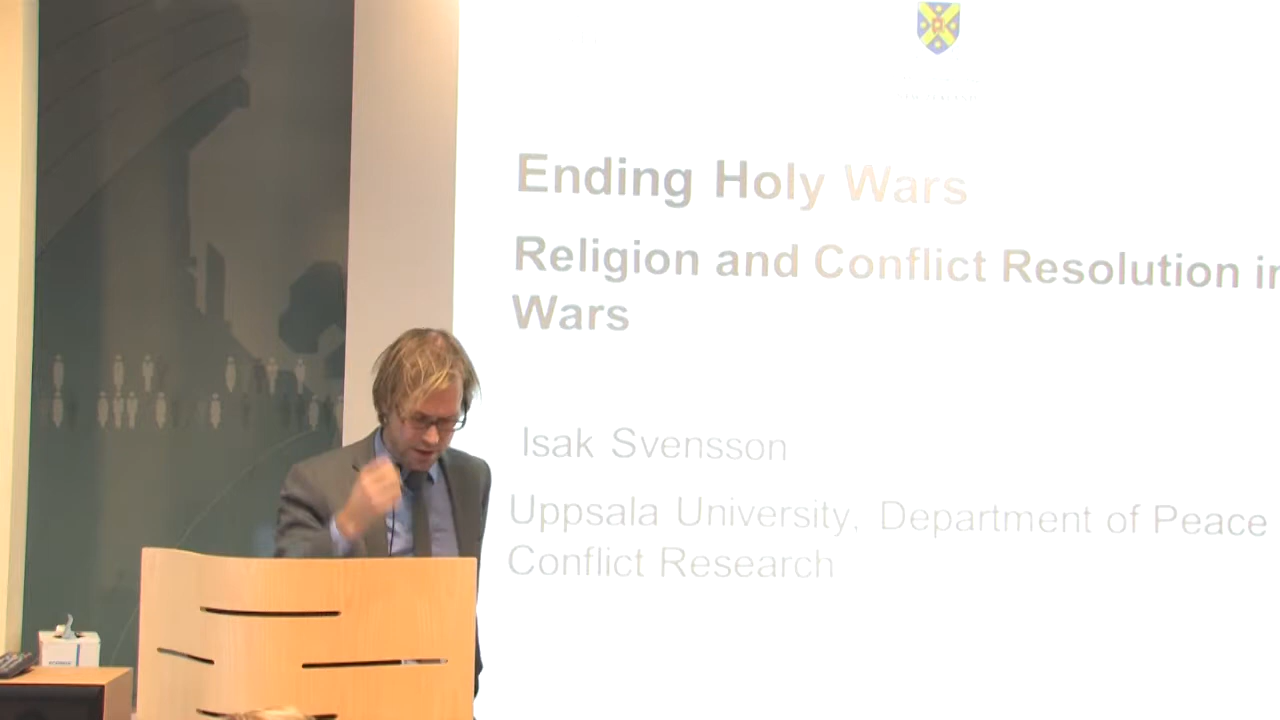 Ending Holy Wars
Religion and Conflict Resolution in
Wars
Isak Svensson
Uppsala University, Department of Peace
Conflict Research